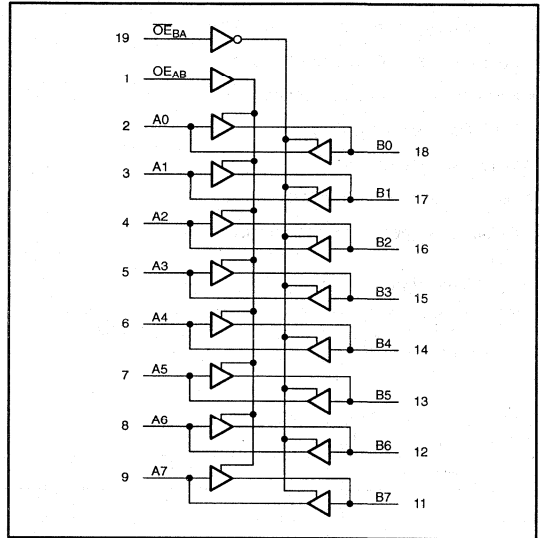 19 OE̅BA
1 OEAB
2 A0
B0 18
3 A1
B1 17
4 A2
B2 16
5 A3
B3 15
6 A4
B4 14
7 A5
B5 13
8 A6
B6 12
9 A7
B7 11